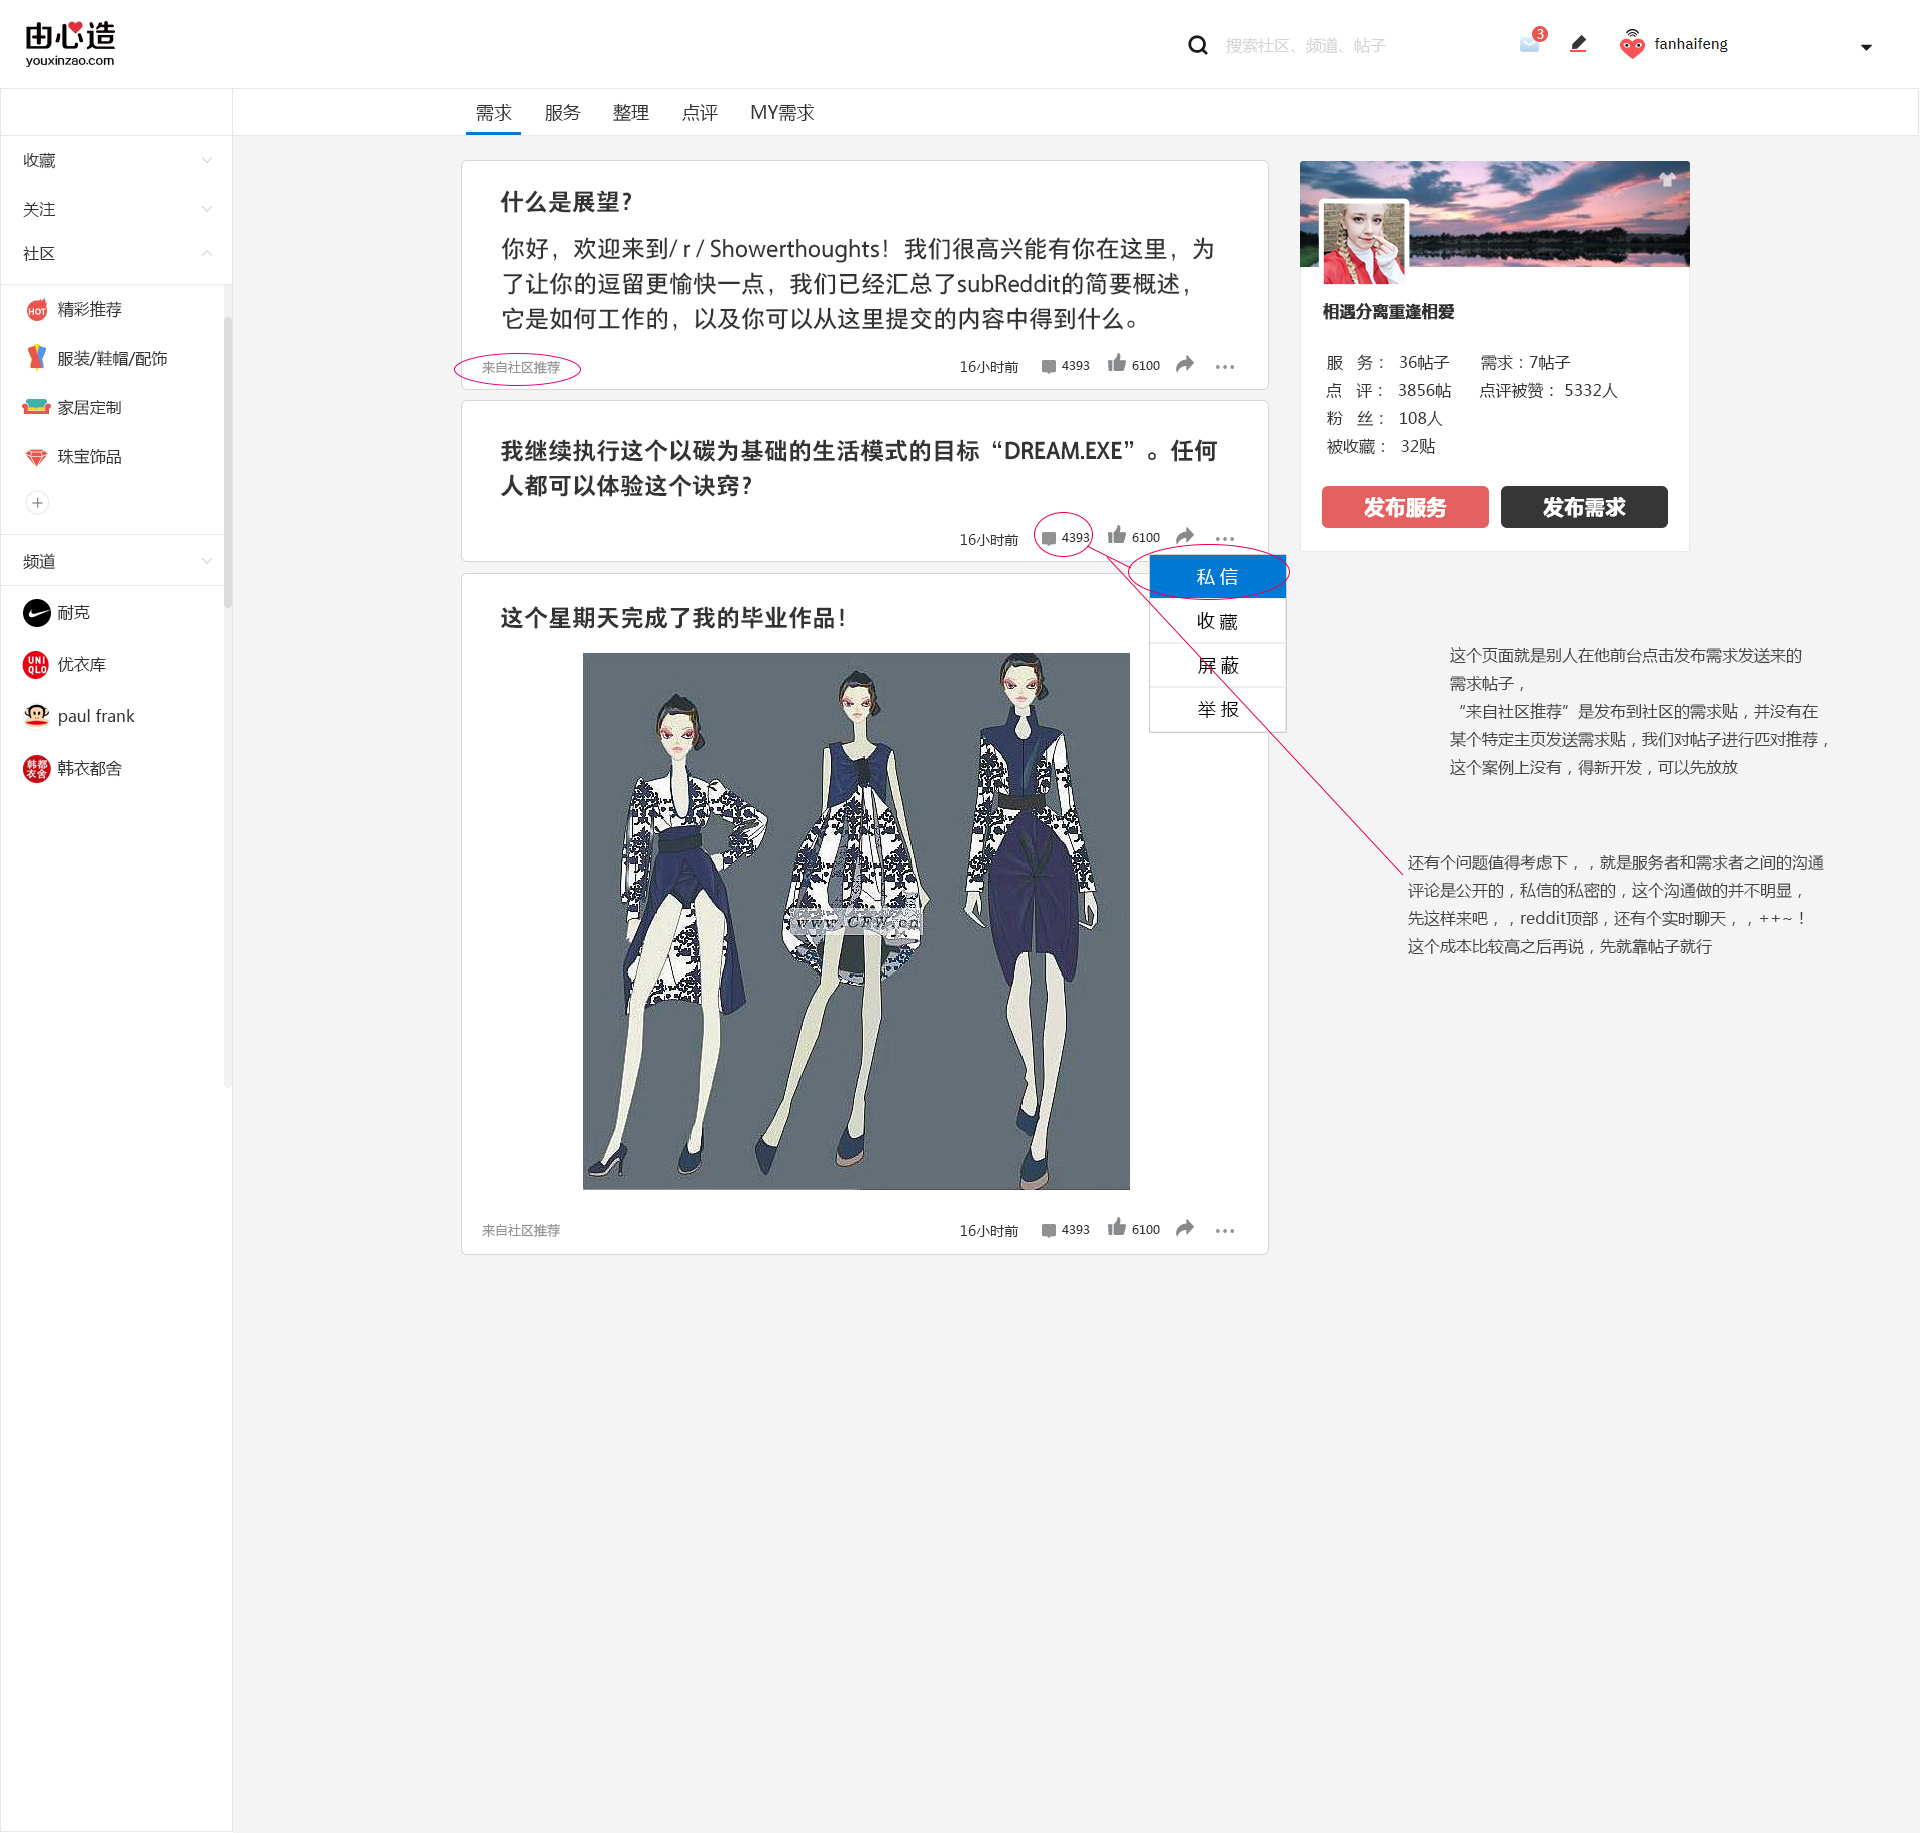 由心造
youxinzao.com
搜索社区、频道、帖子
3
fanhaifeng
需求
服务
整理
点评
MY需求
收藏
关注
社区
HOT
精彩推荐
服装/鞋帽/配饰
家居定制
珠宝饰品
频道
耐克
UNI
QLO
优衣库
paul frank
韩都
衣舍
韩衣都舍
什么是展望？
你好，欢迎来到/ r / Showerthoughts！我们很高兴能有你在这里，为
了让你的逗留更愉快一点，我们已经汇总了subReddit的简要概述，
它是如何工作的，以及你可以从这里提交的内容中得到什么。
来自社区推荐
16小时前
4393
6100
我继续执行这个以碳为基础的生活模式的目标“DREAM.EXE”。任何
人都可以体验这个诀窍？
16小时前
4393
6100
私 信
收 藏
屏 蔽
举 报
这个星期天完成了我的毕业作品！
www.CFW.cn
来自社区推荐
16小时前
4393
6100
相遇分离重逢相爱
服 务： 36帖子 需求：7帖子
点 评： 3856帖 点评被赞： 5332人
粉 丝： 108人
被收藏： 32贴
发布服务
发布需求
这个页面就是别人在他前台点击发布需求发送来的
需求帖子，
“来自社区推荐”是发布到社区的需求贴，并没有在
某个特定主页发送需求贴，我们对帖子进行匹对推荐，
这个案例上没有，得新开发，可以先放放
还有个问题值得考虑下，，就是服务者和需求者之间的沟通
评论是公开的，私信的私密的，这个沟通做的并不明显，
先这样来吧，，reddit顶部，还有个实时聊天，，++~！
这个成本比较高之后再说，先就靠帖子就行